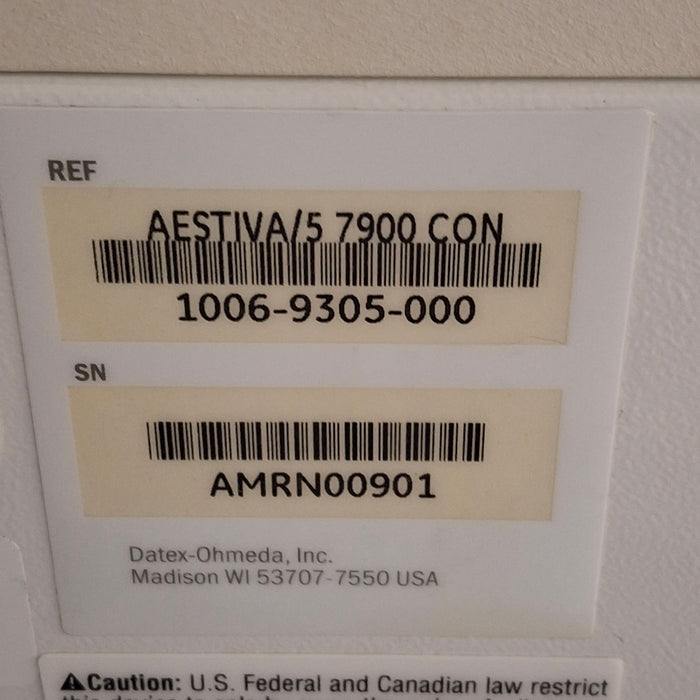 REF
AESTIVA/5 7900 CON
1006-9305-000
SN
AMRN00901
Datex-Ohmeda, Inc.
Madison WI 53707-7550 USA
⚠Caution: U.S. Federal and Canadian law restrict